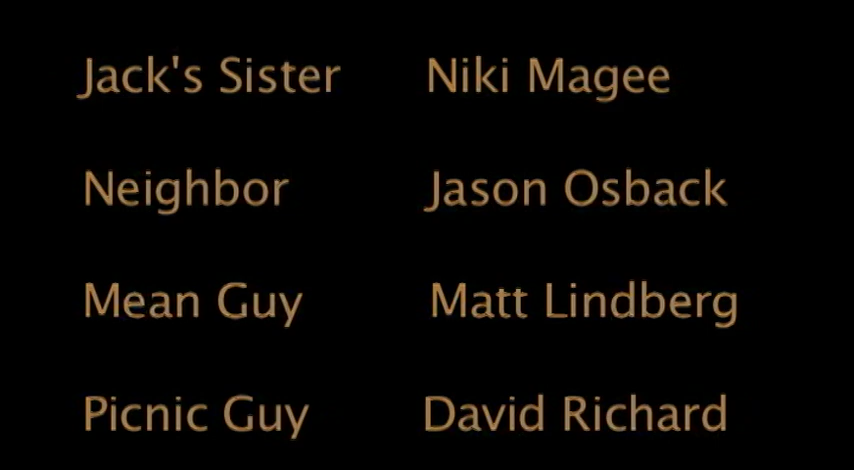 Jack's Sister Niki Magee
Neighbor Jason Osback
Mean Guy Matt Lindberg
Picnic Guy David Richard